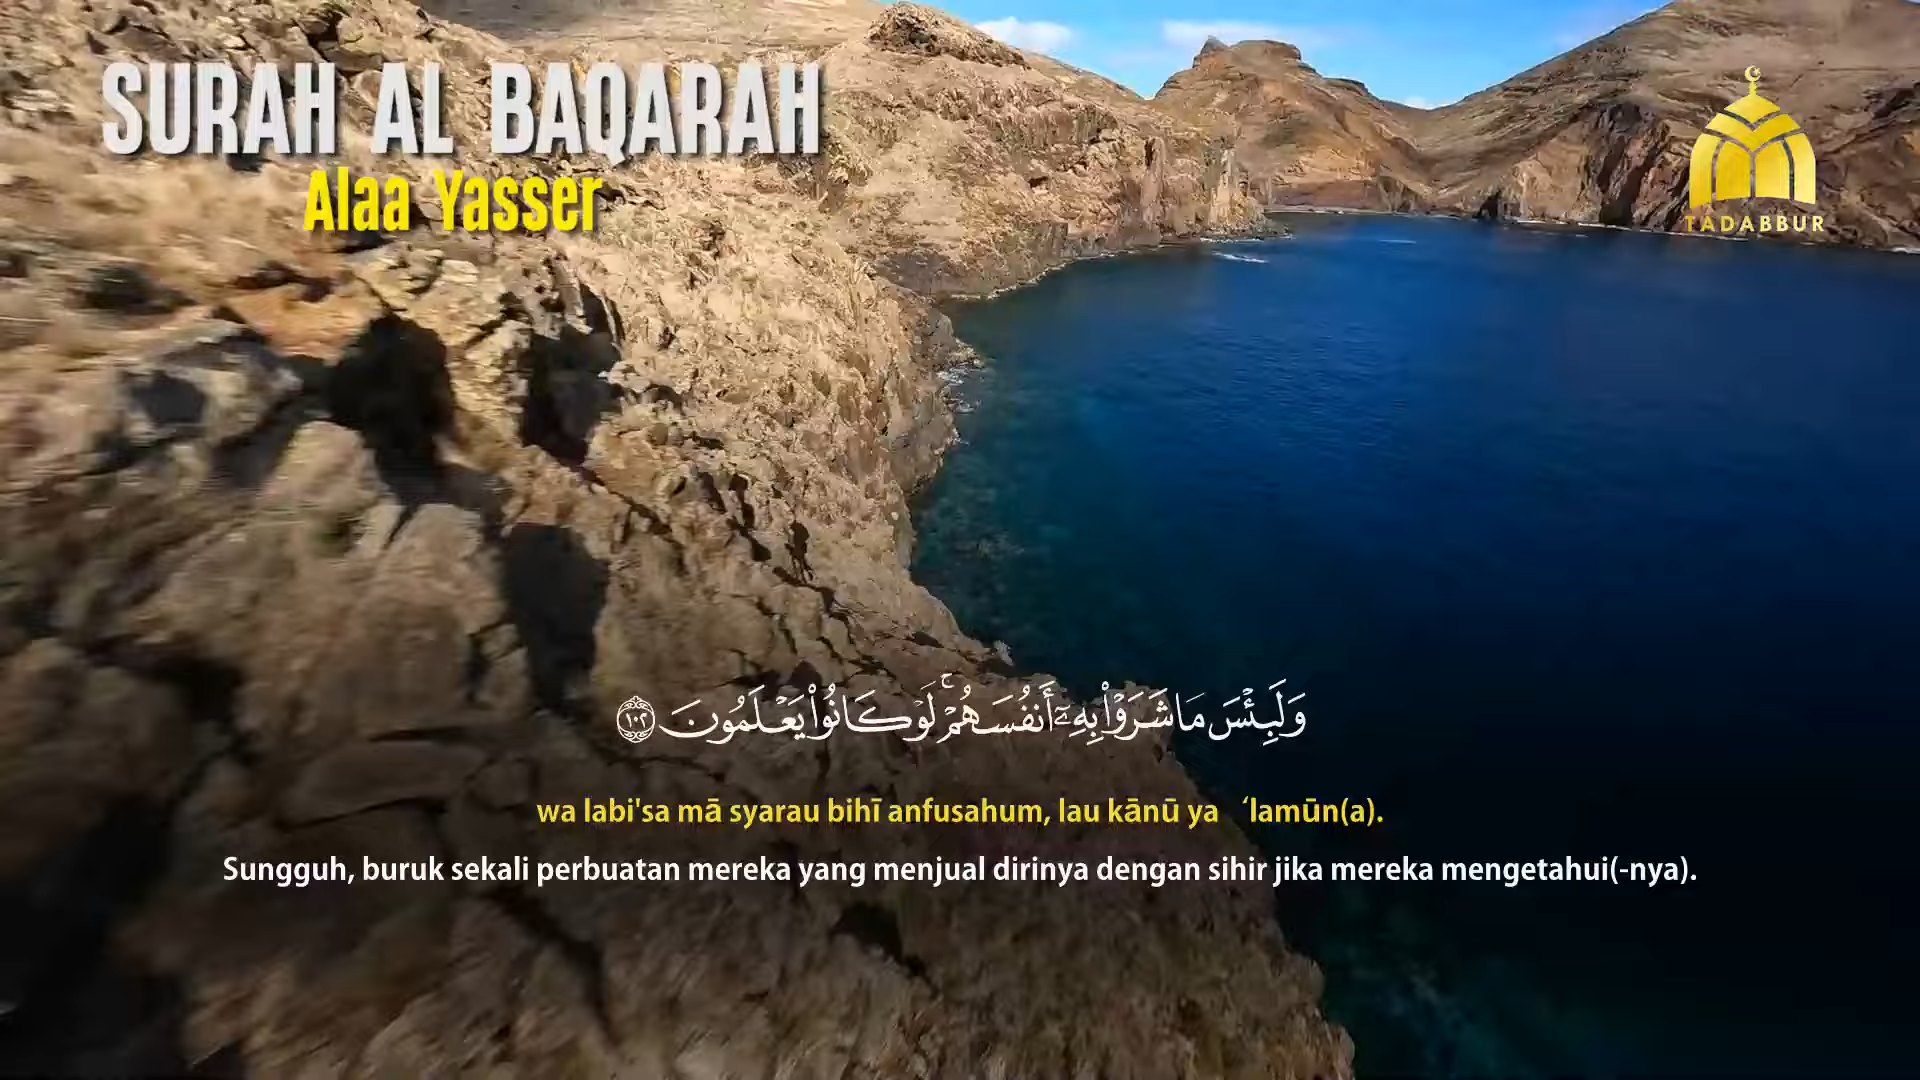 SURAH AL BAQARAH
Alaa Yasser
TADABBUR
وَلَبِئْسَ مَا شَرَوْا۟ بِهِۦٓ أَنفُسَهُمْ ۚ لَوْ كَانُوا۟ يَعْلَمُونَ ١٠٢
wa labi'sa mā syarau bihī anfusahum, lau kānū ya ‘lamūn(a).
Sungguh, buruk sekali perbuatan mereka yang menjual dirinya dengan sihir jika mereka mengetahui(-nya).